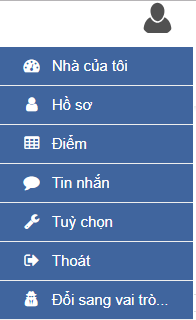 Nhà của tôi
Hồ sơ
Điểm
Tin nhắn
Tuỳ chọn
Thoát
Đổi sang vai trò...